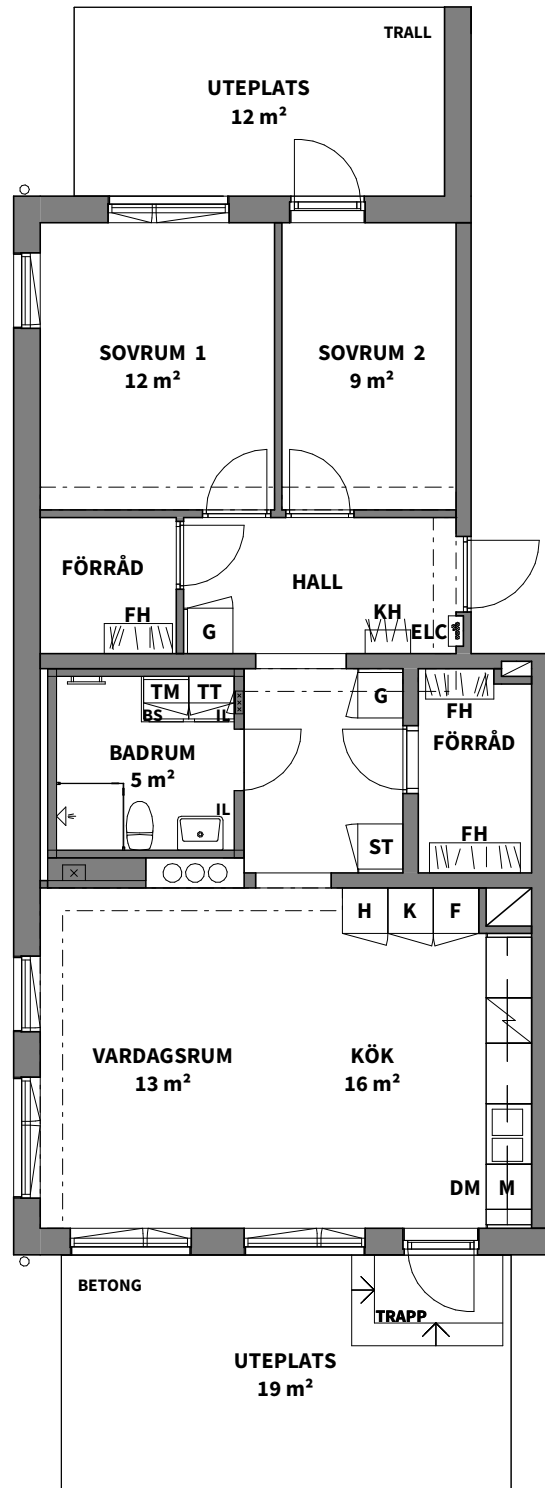 TRALL
UTEPLATS
12 m²
SOVRUM 1
12 m²
SOVRUM 2
9 m²
FÖRRÅD
FH
G
HALL
KH
ELC
TM
TT
BS
IL
BADRUM
5 m²
IL
G
ST
FH
FÖRRÅD
FH
H
K
F
VARDAGSRUM
13 m²
KÖK
16 m²
DM
M
BETONG
TRAPP
UTEPLATS
19 m²